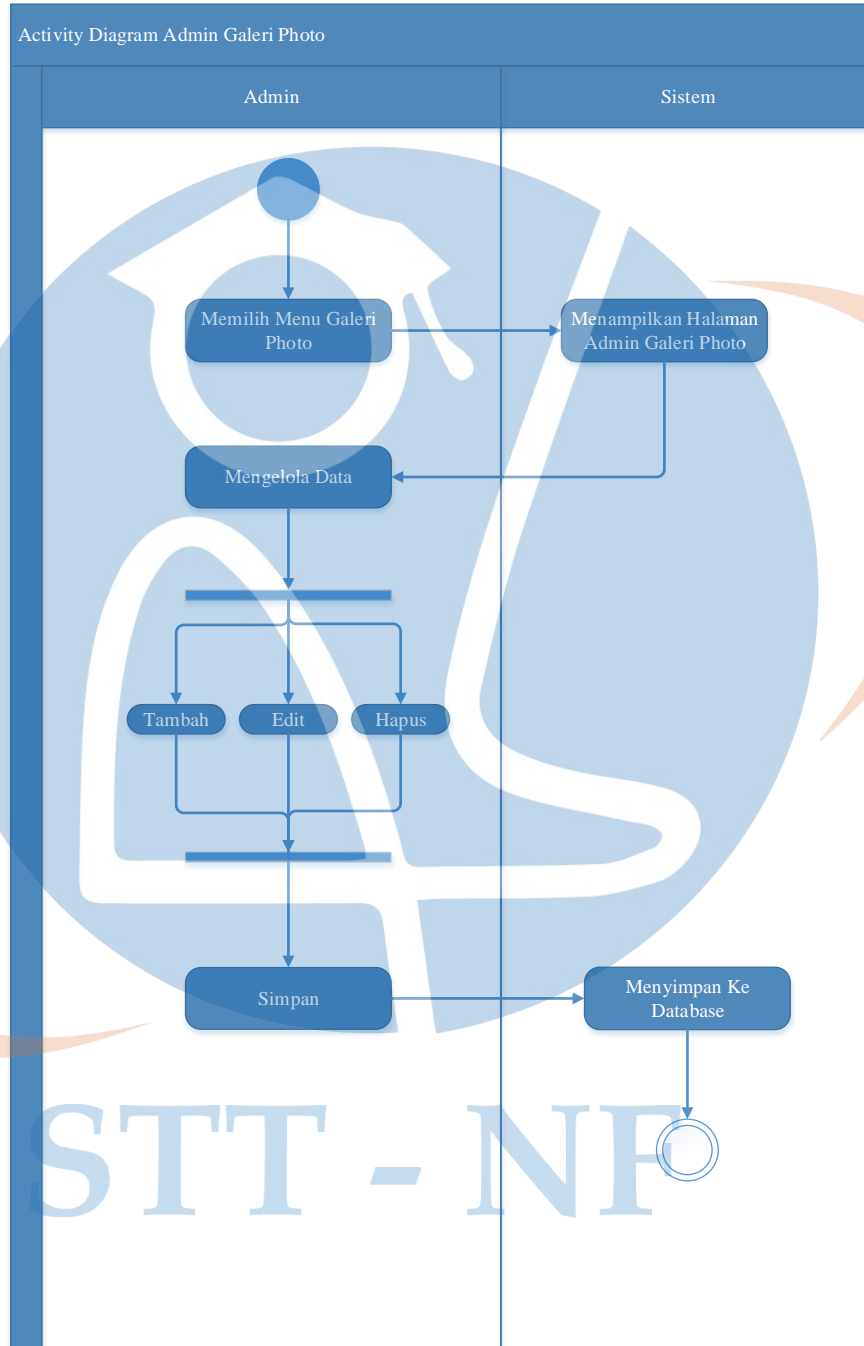 Activity Diagram Admin Galeri Photo
Admin
Sistem
Memilih Menu Galeri
Photo
Menampilkan Halaman
Admin Galeri Photo
Mengelola Data
Tambah
Edit
Hapus
Simpan
Menyimpan Ke
Database
STT - NF